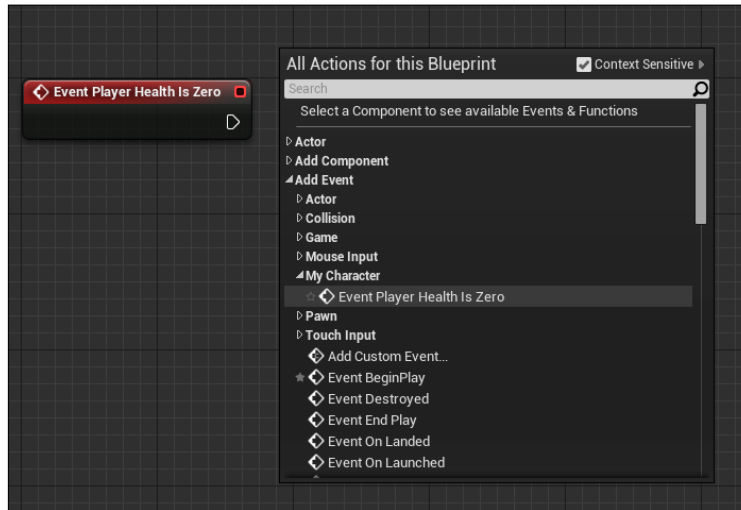 Event Player Health Is Zero
All Actions for this Blueprint
Context Sensitive
Search
Select a Component to see available Events & Functions
Actor
Add Component
Add Event
Actor
Collision
Game
Mouse Input
My Character
Event Player Health Is Zero
Pawn
Touch Input
Add Custom Event...
Event BeginPlay
Event Destroyed
Event End Play
Event On Landed
Event On Launched